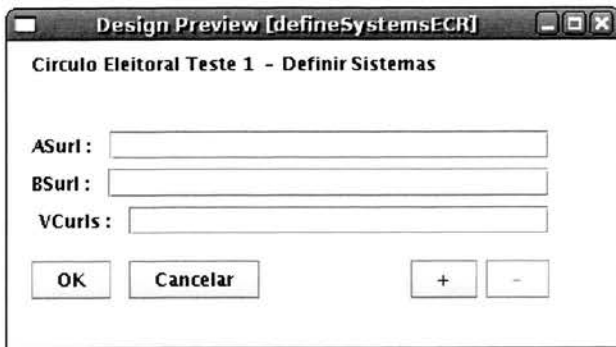 Design Preview [defineSystemsECR]
Circulo Eleitoral Teste 1 - Definir Sistemas
ASurl :
BSurl :
VCurls :
OK Cancelar + -